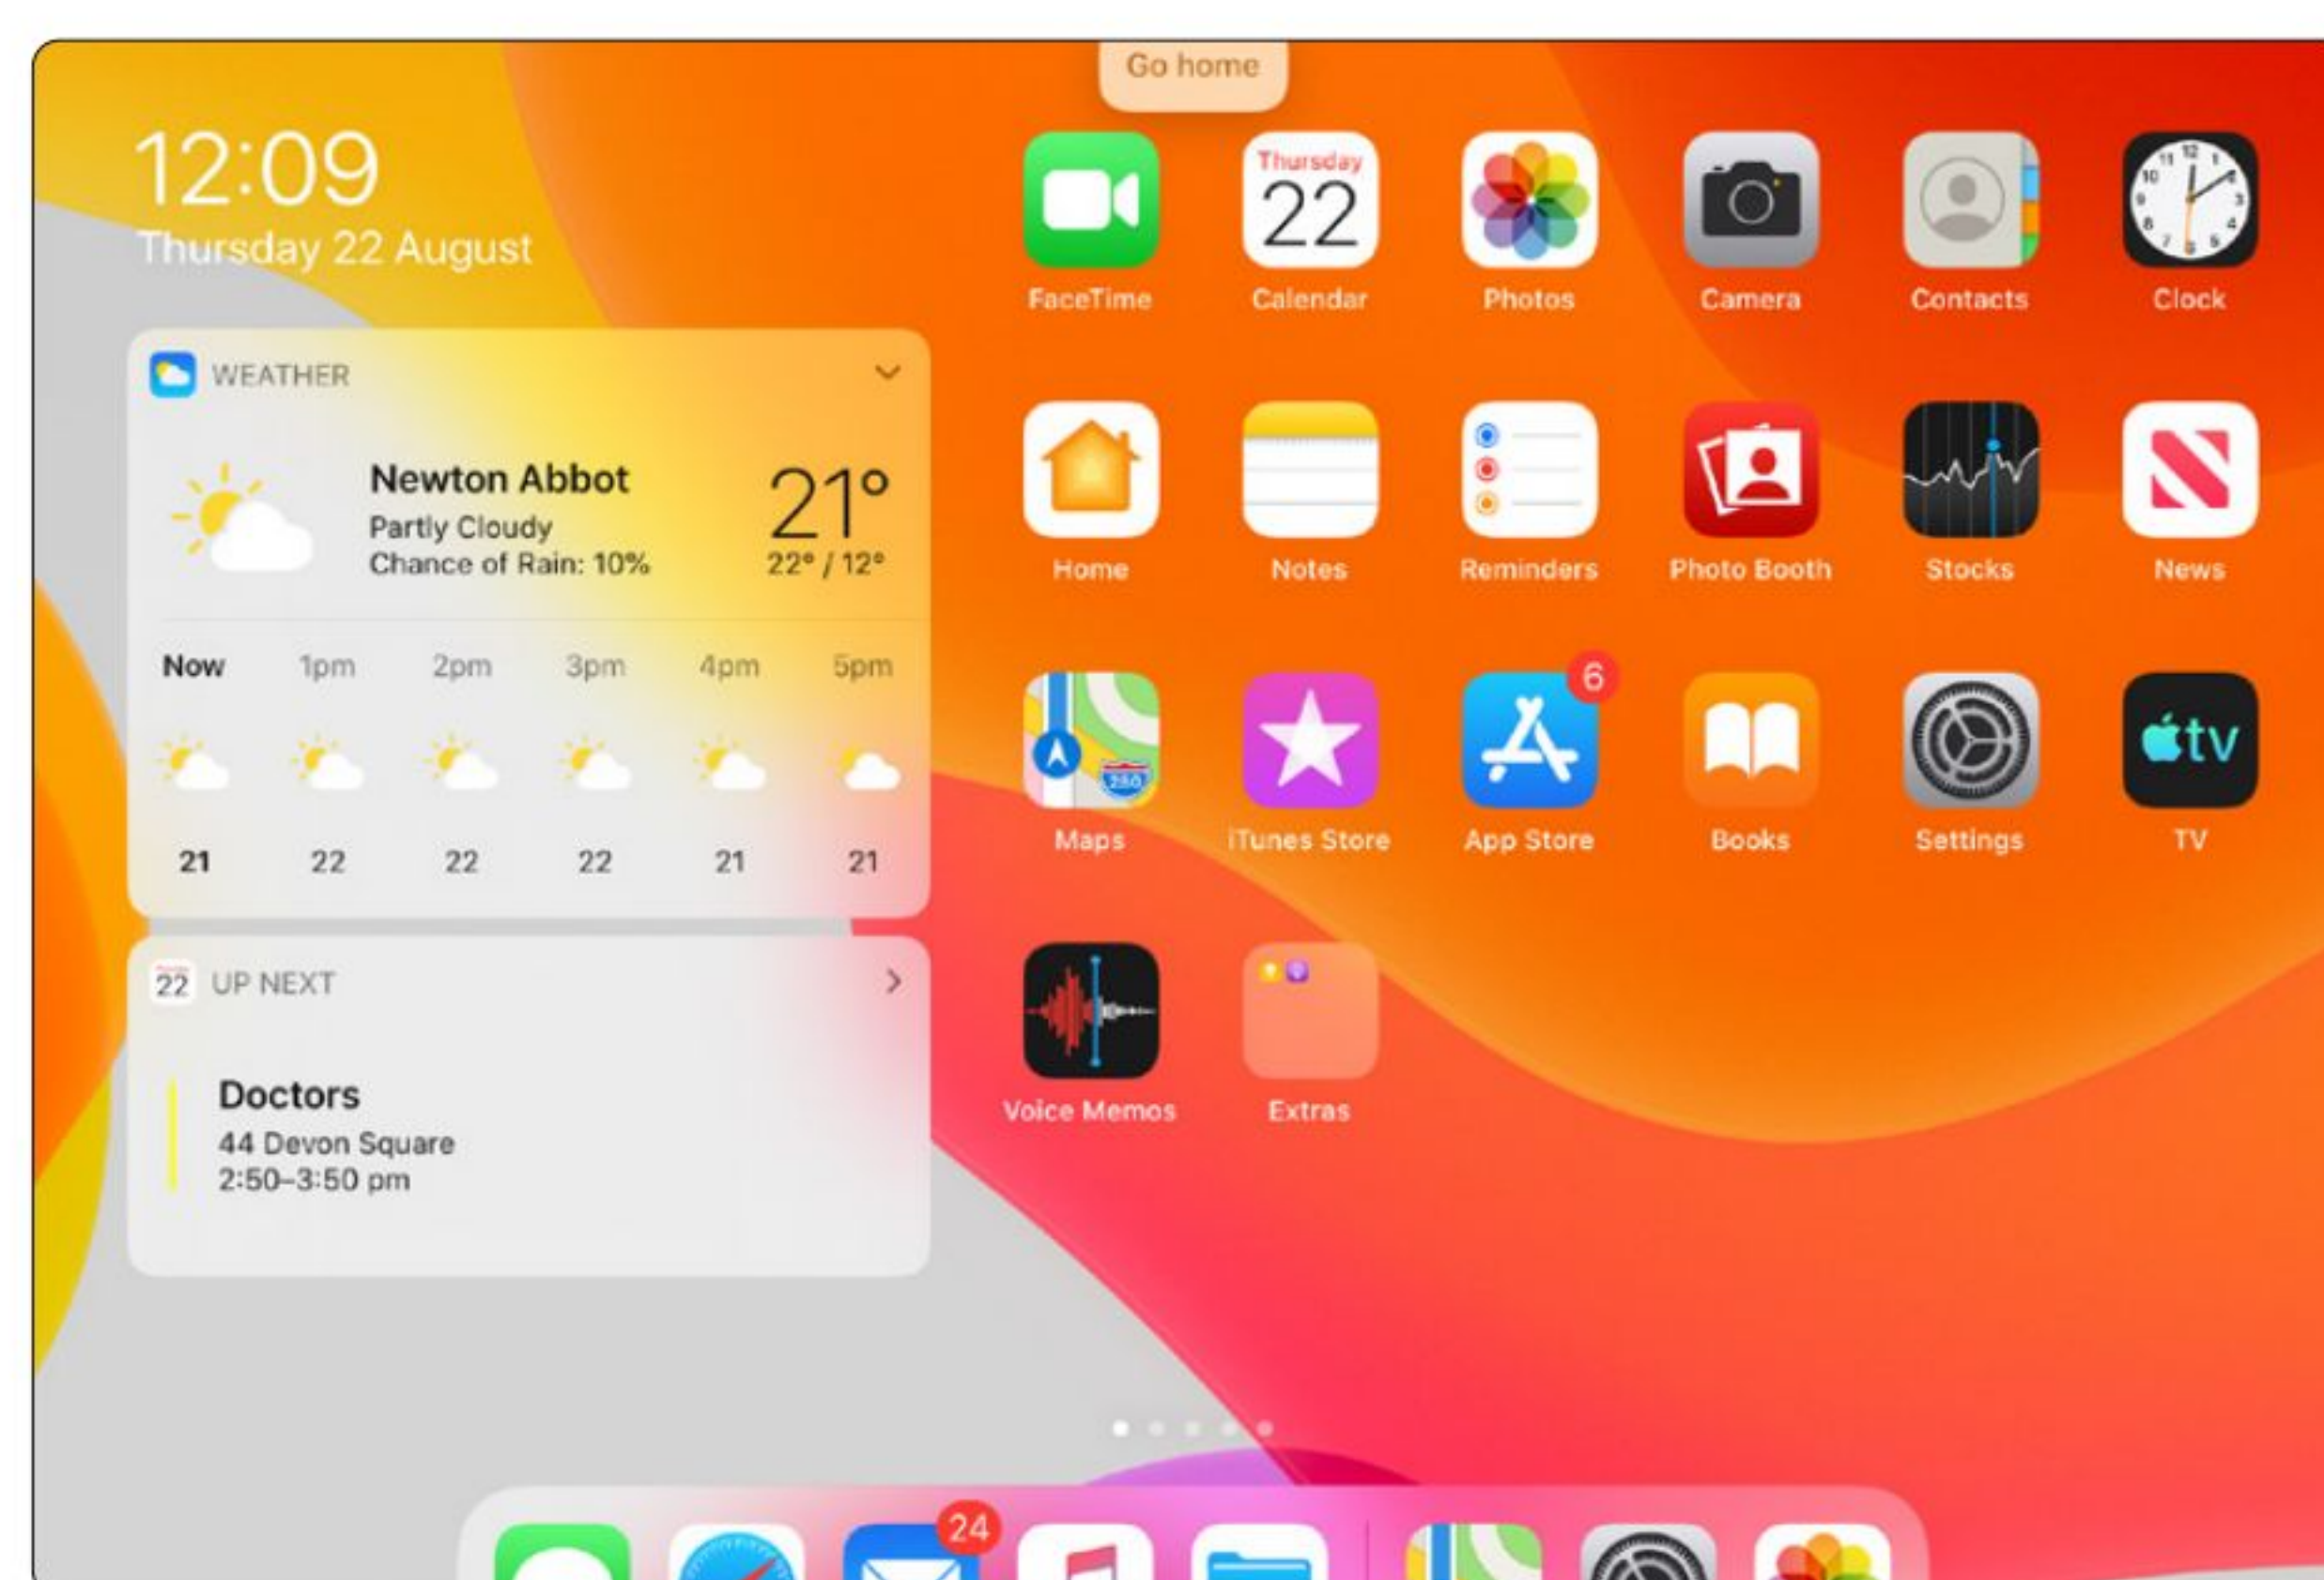 Go home
12:09
Thursday 22 August
WEATHER
Newton Abbot
Partly Cloudy
Chance of Rain: 10%
21°
22° / 12°
Now 1pm 2pm 3pm 4pm 5pm
21 22 22 22 21 21
22 UP NEXT
Doctors
44 Devon Square
2:50–3:50 pm
Thursday
22
12
FaceTime Calendar Photos Camera Contacts Clock
Home Notes Reminders Photo Booth Stocks News
280
6
tv
Maps iTunes Store App Store Books Settings TV
Voice Memos Extras
24